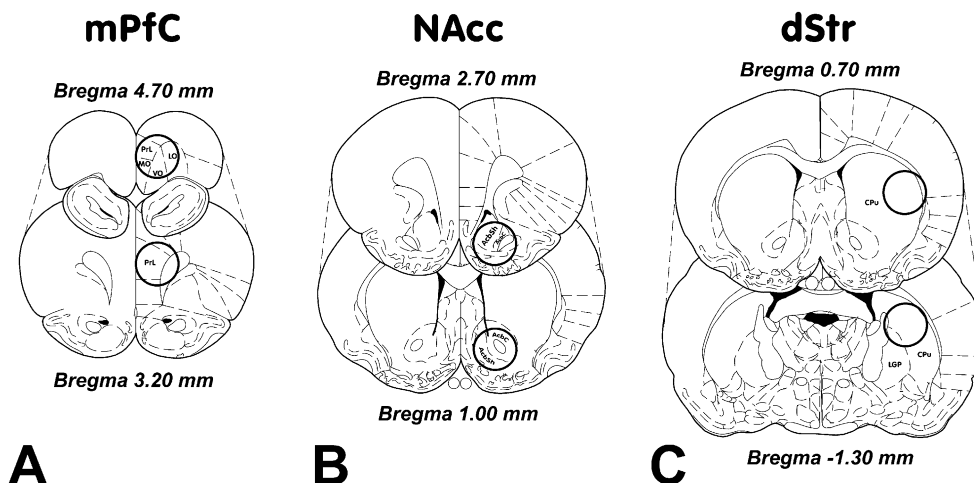 mPfC
NAcc
dStr
Bregma 4.70 mm
Bregma 2.70 mm
Bregma 0.70 mm
PrL
LO
MO
VO
PrL
Bregma 3.20 mm
AcbSh
AcbC
AcbSh
Bregma 1.00 mm
CPu
CPu
LGP
Bregma -1.30 mm
A
B
C